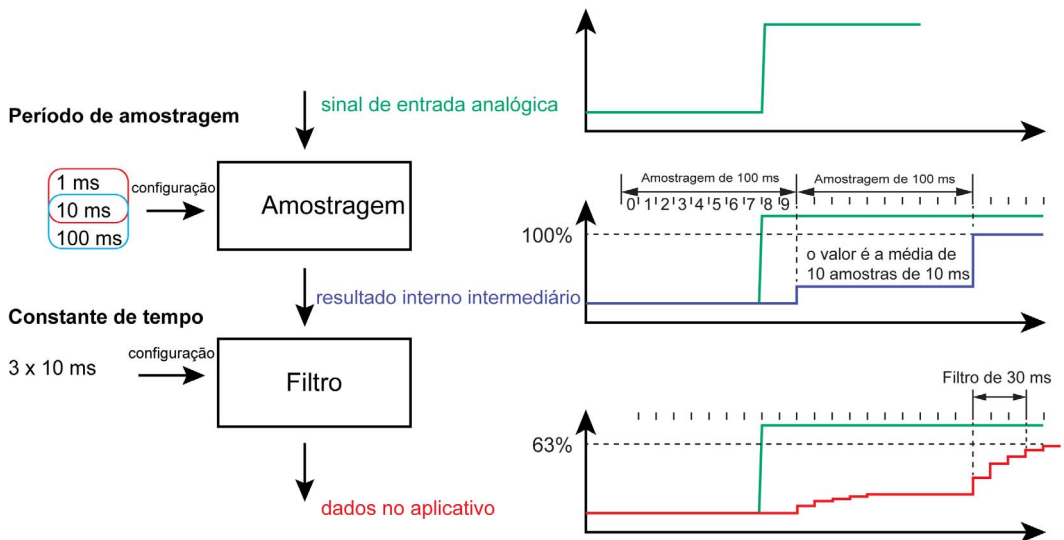 sinal de entrada analógica
Período de amostragem
1 ms
10 ms
100 ms
configuração
Amostragem
Amostragem de 100 ms
Amostragem de 100 ms
0 1 2 3 4 5 6 7 8 9
100%
o valor é a média de
10 amostras de 10 ms
resultado interno intermediário
Constante de tempo
3 x 10 ms
configuração
Filtro
Filtro de 30 ms
63%
dados no aplicativo